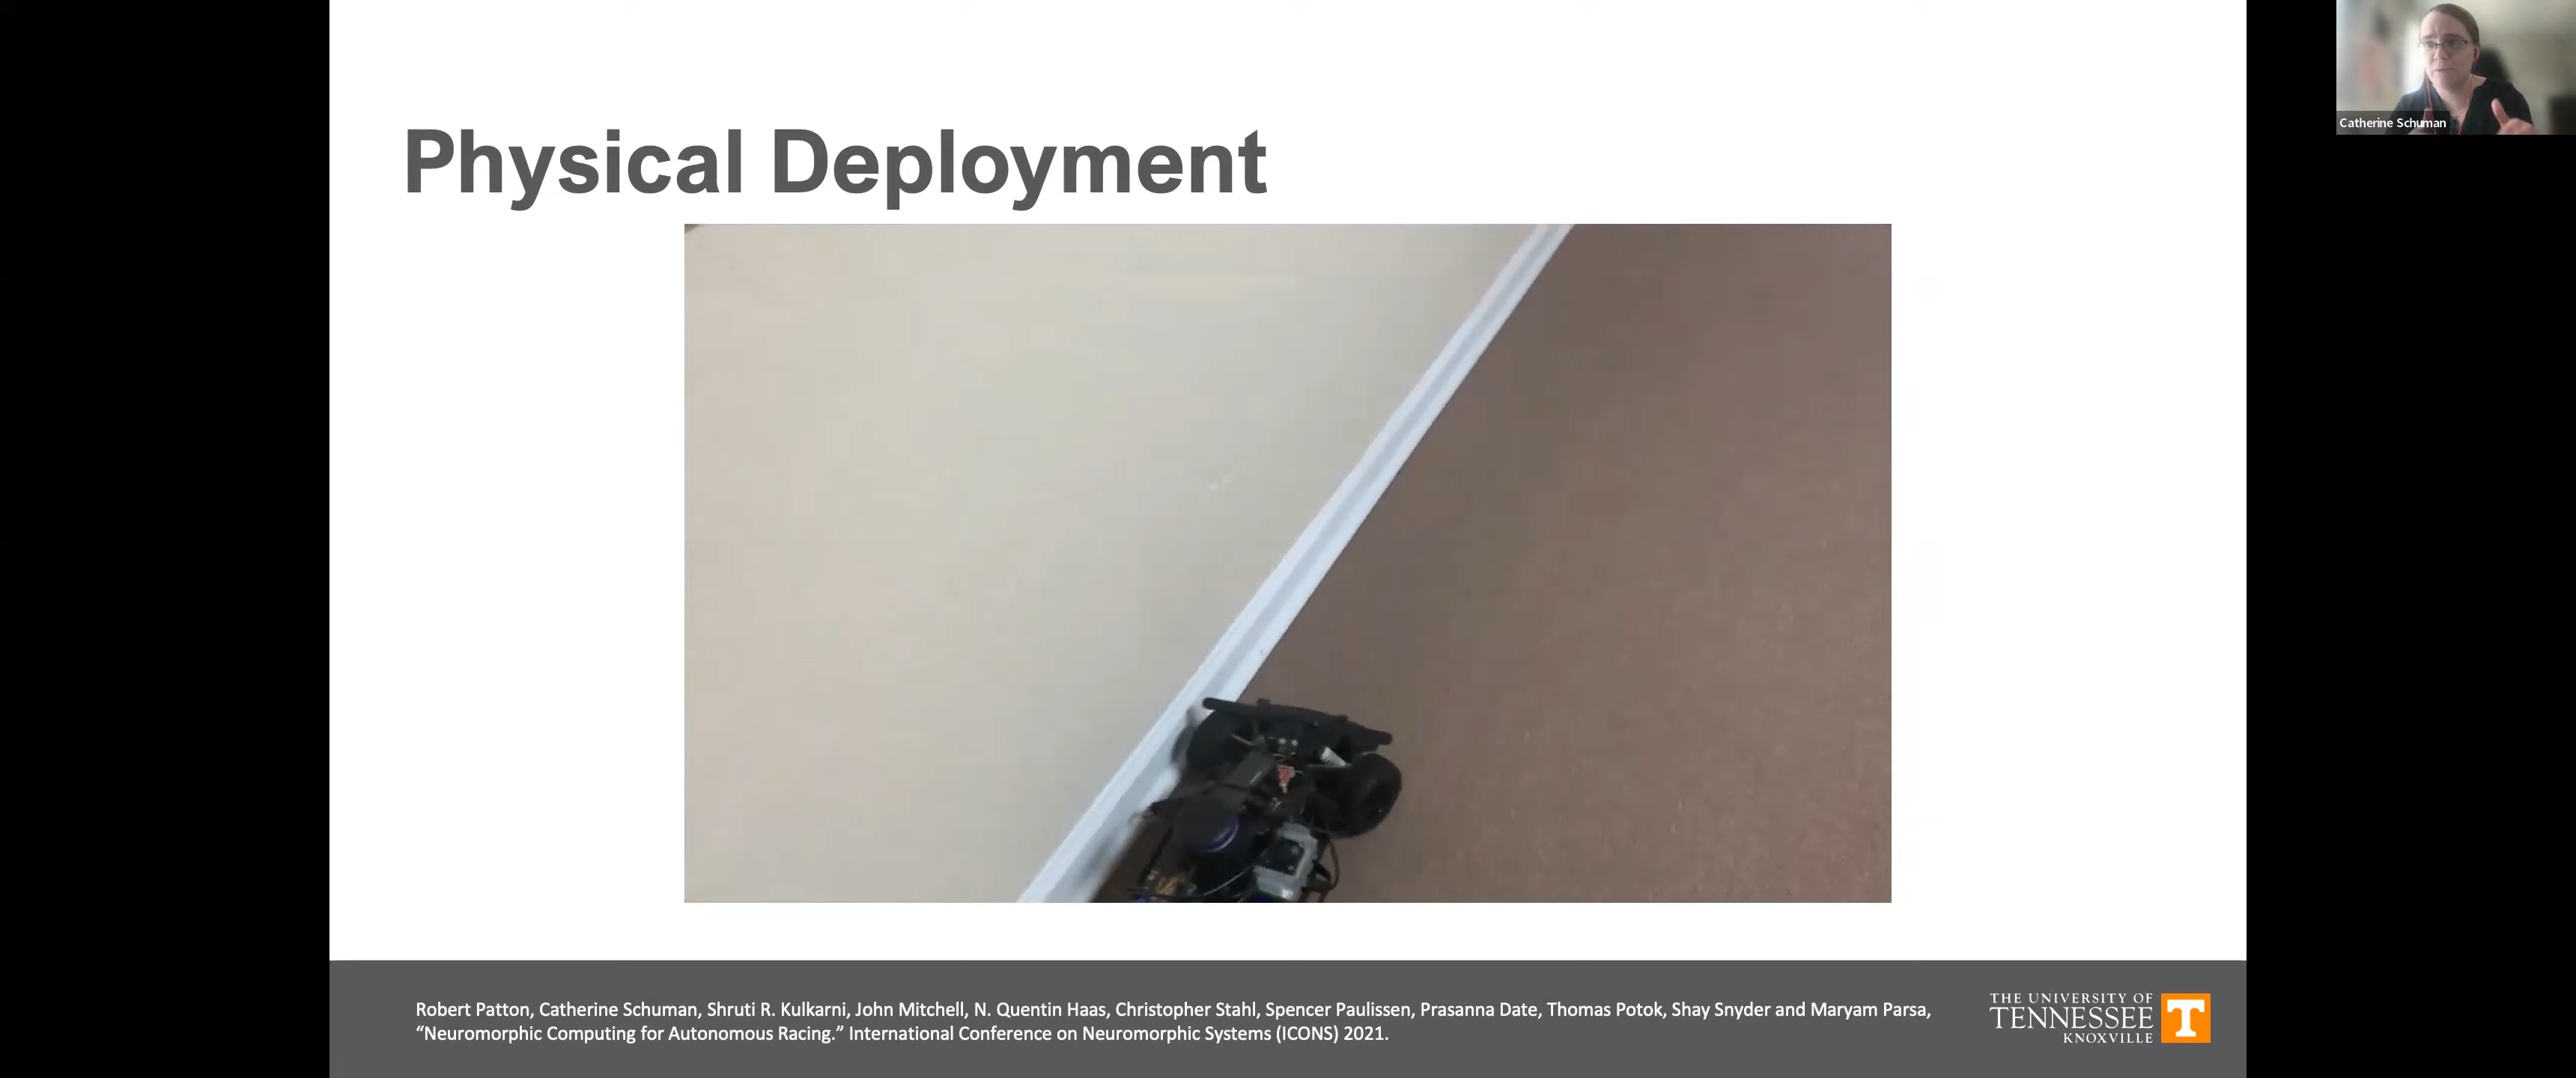 Physical Deployment
Catherine Schuman
Robert Patton, Catherine Schuman, Shruti R. Kulkarni, John Mitchell, N. Quentin Haas, Christopher Stahl, Spencer Paulissen, Prasanna Date, Thomas Potok, Shay Snyder and Maryam Parsa,
“Neuromorphic Computing for Autonomous Racing.” International Conference on Neuromorphic Systems (ICONS) 2021.
THE UNIVERSITY OF
TENNESSEE
KNOXVILLE
T